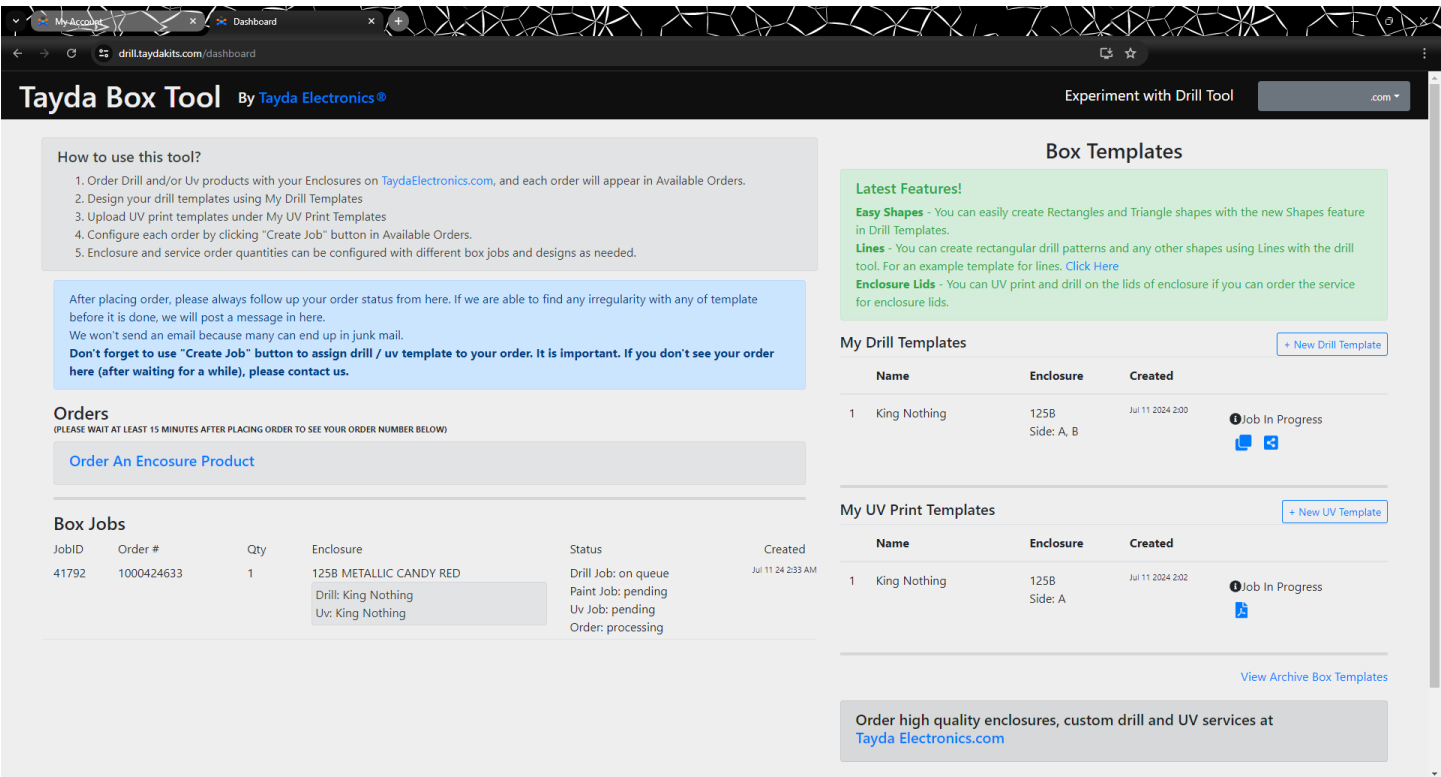 My Account
Dashboard
drill.taydakits.com/dashboard
Tayda Box Tool By Tayda Electronics®
Experiment with Drill Tool
.com
How to use this tool?
1. Order Drill and/or Uv products with your Enclosures on TaydaElectronics.com, and each order will appear in Available Orders.
2. Design your drill templates using My Drill Templates
3. Upload UV print templates under My UV Print Templates
4. Configure each order by clicking "Create Job" button in Available Orders.
5. Enclosure and service order quantities can be configured with different box jobs and designs as needed.
After placing order, please always follow up your order status from here. If we are able to find any irregularity with any of template
before it is done, we will post a message in here.
We won't send an email because many can end up in junk mail.
Don't forget to use "Create Job" button to assign drill / uv template to your order. It is important. If you don't see your order
here (after waiting for a while), please contact us.
Orders
(PLEASE WAIT AT LEAST 15 MINUTES AFTER PLACING ORDER TO SEE YOUR ORDER NUMBER BELOW)
Order An Encosure Product
Box Jobs
JobID Order # Qty Enclosure Status Created
41792 1000424633 1 125B METALLIC CANDY RED Drill Job: on queue Jul 11 24 2:33 AM
Drill: King Nothing Paint Job: pending
Uv: King Nothing Uv Job: pending
Order: processing
Box Templates
Latest Features!
Easy Shapes - You can easily create Rectangles and Triangle shapes with the new Shapes feature
in Drill Templates.
Lines - You can create rectangular drill patterns and any other shapes using Lines with the drill
tool. For an example template for lines. Click Here
Enclosure Lids - You can UV print and drill on the lids of enclosure if you can order the service
for enclosure lids.
My Drill Templates
+ New Drill Template
Name Enclosure Created
1 King Nothing 125B Jul 11 2024 2:00 Job In Progress
Side: A, B
My UV Print Templates
+ New UV Template
Name Enclosure Created
1 King Nothing 125B Jul 11 2024 2:02 Job In Progress
Side: A
View Archive Box Templates
Order high quality enclosures, custom drill and UV services at
Tayda Electronics.com